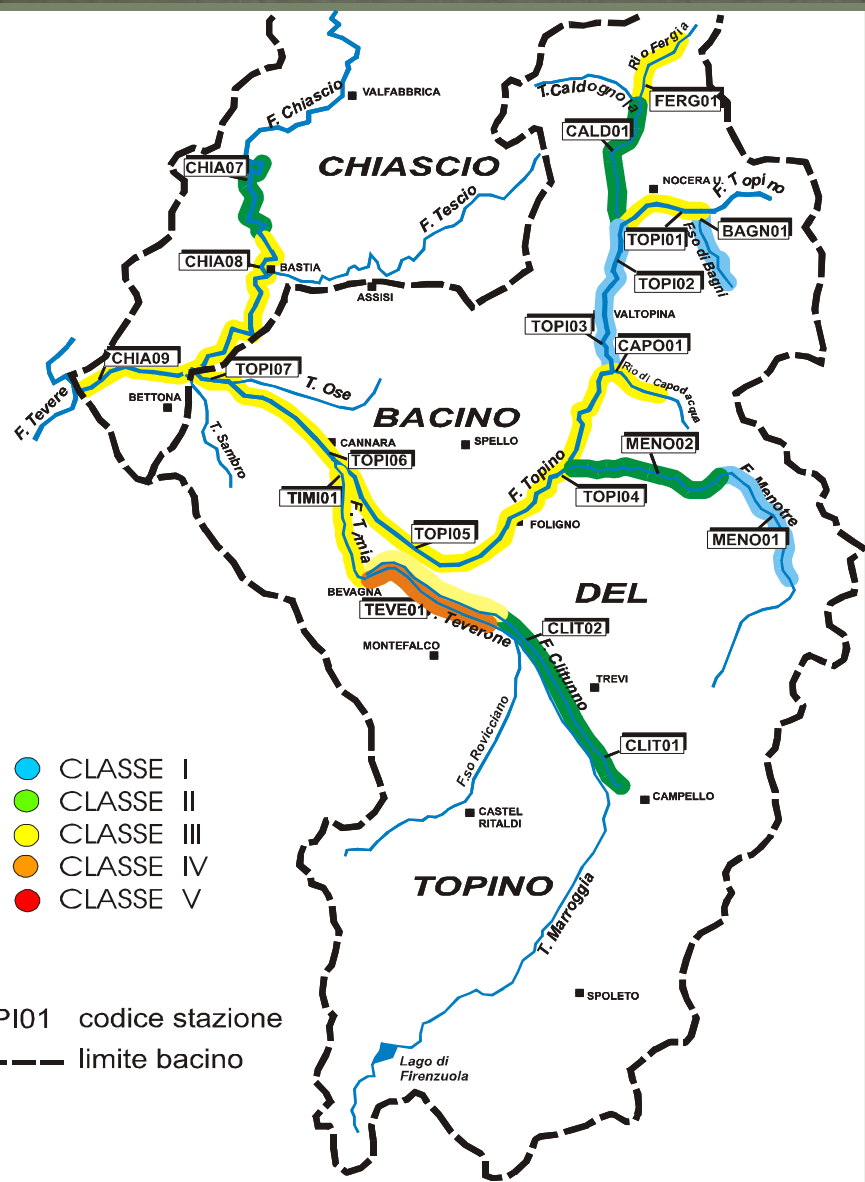 Rio Fergia
T.Caldognola
F. Chiascio
VALFABBRICA
FERG01
CALD01
CHIASCIO
CHIA07
NOCERA U.
F. Topino
F. Tescio
TOPI01
BAGN01
F.so di Bagni
CHIA08
BASTIA
TOPI02
ASSISI
VALTOPINA
TOPI03
CAPO01
CHIA09
TOPI07
Rio di Capodacqua
T. Ose
F. Tevere
BETTONA
BACINO
T. Sambro
CANNARA
SPELLO
MENO02
TOPI06
F. Topino
F. Menotre
TIMI01
TOPI04
F. Timia
TOPI05
FOLIGNO
MENO01
BEVAGNA
DEL
TEVE01
Teverone
CLIT02
MONTEFALCO
F. Clitunno
TREVI
F.so Rovicciano
CLIT01
CLASSE I
CLASSE II
CAMPELLO
CASTEL
RITALDI
CLASSE III
CLASSE IV
CLASSE V
TOPINO
T. Marroggia
SPOLETO
PI01 codice stazione
limite bacino
Lago di
Firenzuola